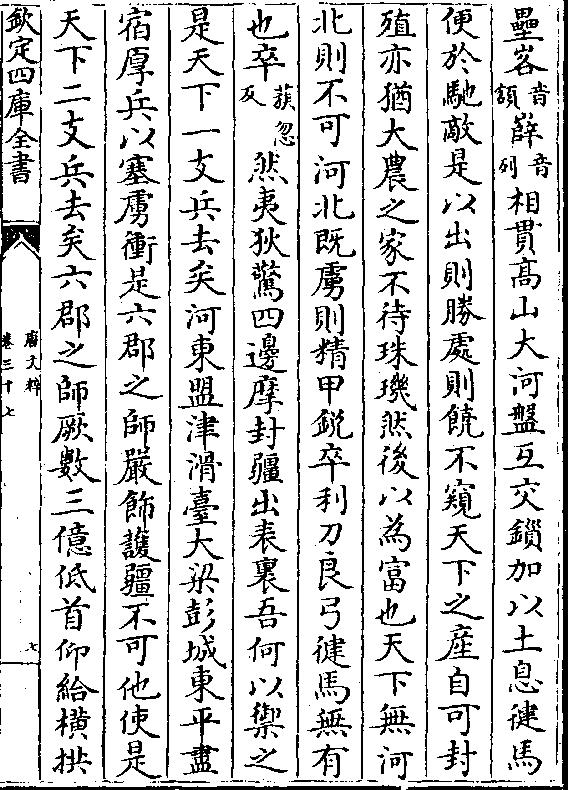 壘峉音額嶭音列相貫高山大河盤互交鎖加以土息健馬
便於馳敵是以出則勝處則饒不窺天下之產自可封
殖亦猶大農之家不待珠璣然後以為富也天下無河
北則不可河北既虜則精甲銳卒利刀良弓健馬無有
也卒蔟忽反然夷狄驚四邊摩封疆出表裏吾何以禦之
是天下一支兵去矣河東盟津滑臺大梁彭城東平盡
宿厚兵以塞虜衝是六郡之師嚴飾護疆不可他使是
天下二支兵去矣六郡之師厥數三億低首仰給橫拱
欽定四庫全書
唐文粹
卷三十七
七